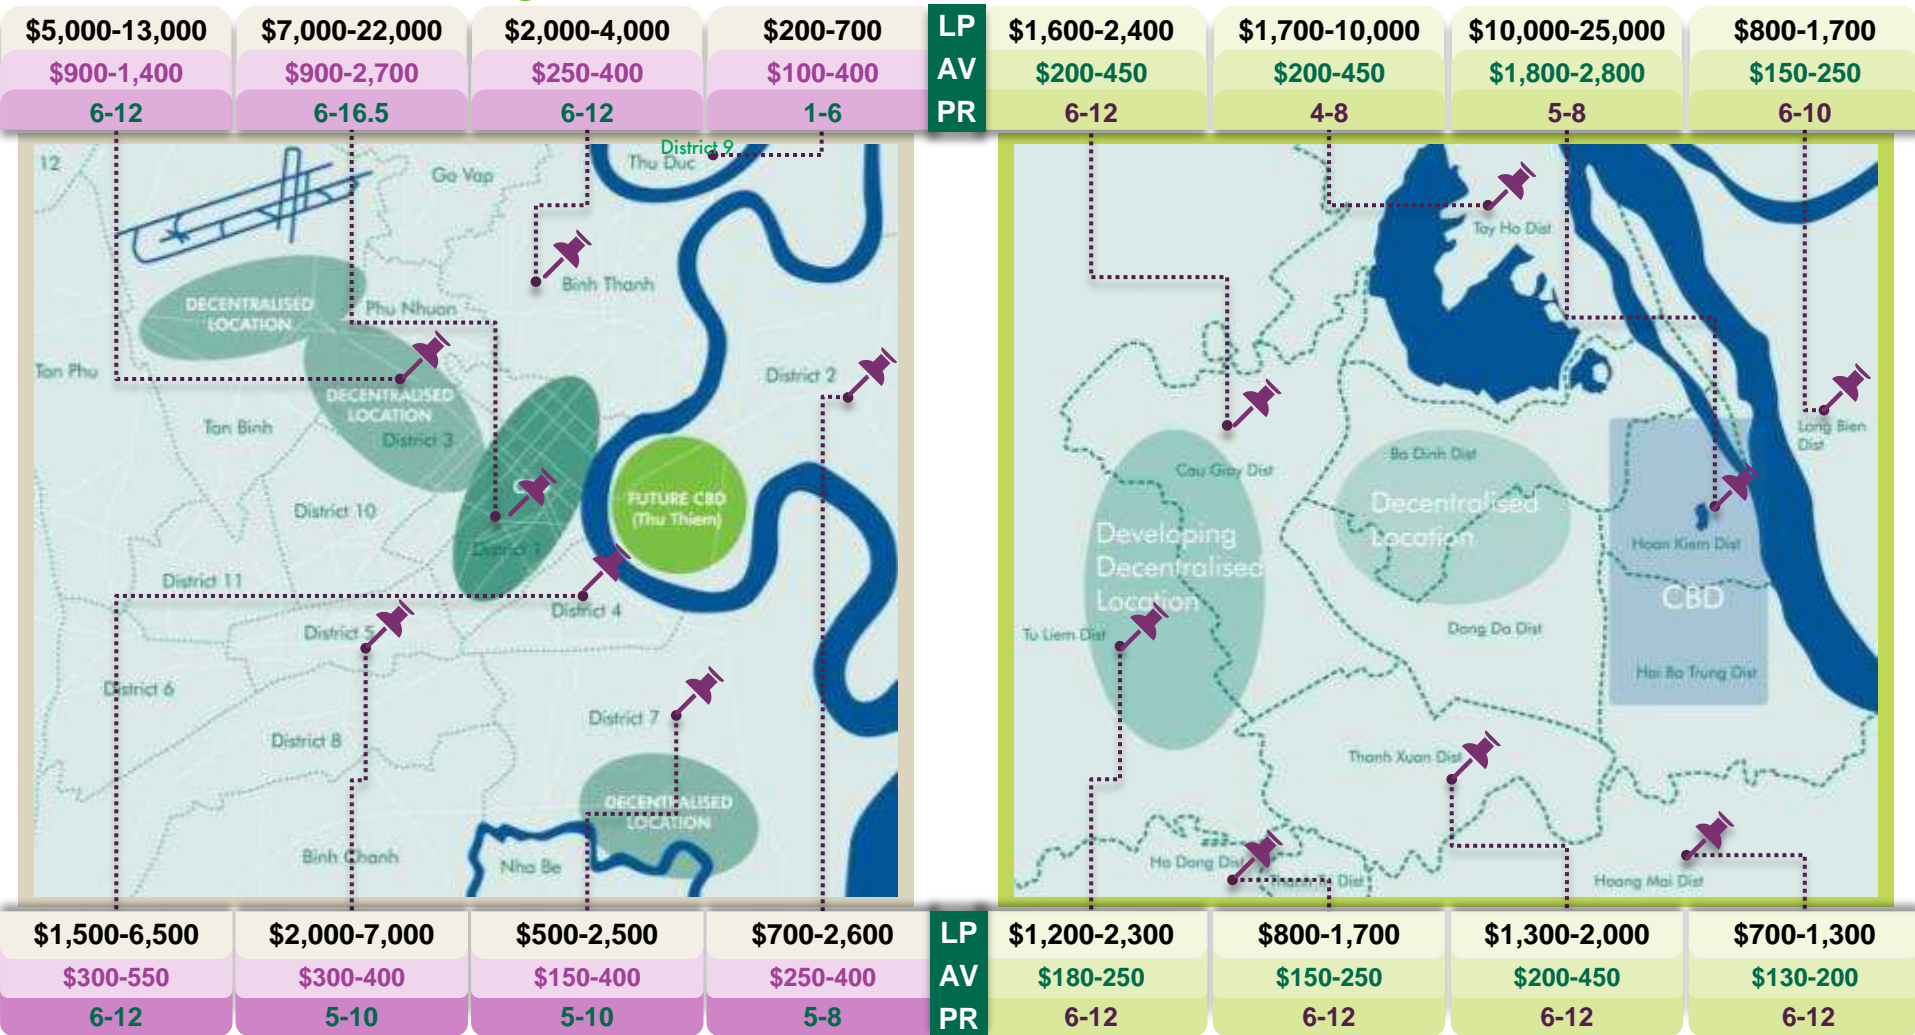 $5,000-13,000 $7,000-22,000 $2,000-4,000 $200-700 LP $1,600-2,400 $1,700-10,000 $10,000-25,000 $800-1,700
$900-1,400 $900-2,700 $250-400 $100-400 AV $200-450 $200-450 $1,800-2,800 $150-250
6-12 6-16.5 6-12 1-6 PR 6-12 4-8 5-8 6-10
District 9
12
Thu Duc
Go Vap
Binh Thanh
DECENTRALISED
LOCATION
Phu Nhuan
Tan Phu
District 2
DECENTRALISED
LOCATION
Tan Binh
District 3
FUTURE CBD
(Thu Thiem)
District 10
District 1
District 11
District 4
District 5
District 6
District 7
District 8
DECENTRALISED
LOCATION
Binh Chanh
Nha Be
Tay Ho Dist
Long Bien
Dist
Ba Dinh Dist
Cau Giay Dist
Decentralised
Location
Developing
Decentralised
Location
Hoan Kiem Dist
CBD
Tu Liem Dist
Dong Da Dist
Hai Ba Trung Dist
Thanh Xuan Dist
Ha Dong Dist
Thanh Tri Dist
Hoang Mai Dist
$1,500-6,500 $2,000-7,000 $500-2,500 $700-2,600 LP $1,200-2,300 $800-1,700 $1,300-2,000 $700-1,300
$300-550 $300-400 $150-400 $250-400 AV $180-250 $150-250 $200-450 $130-200
6-12 5-10 5-10 5-8 PR 6-12 6-12 6-12 6-12